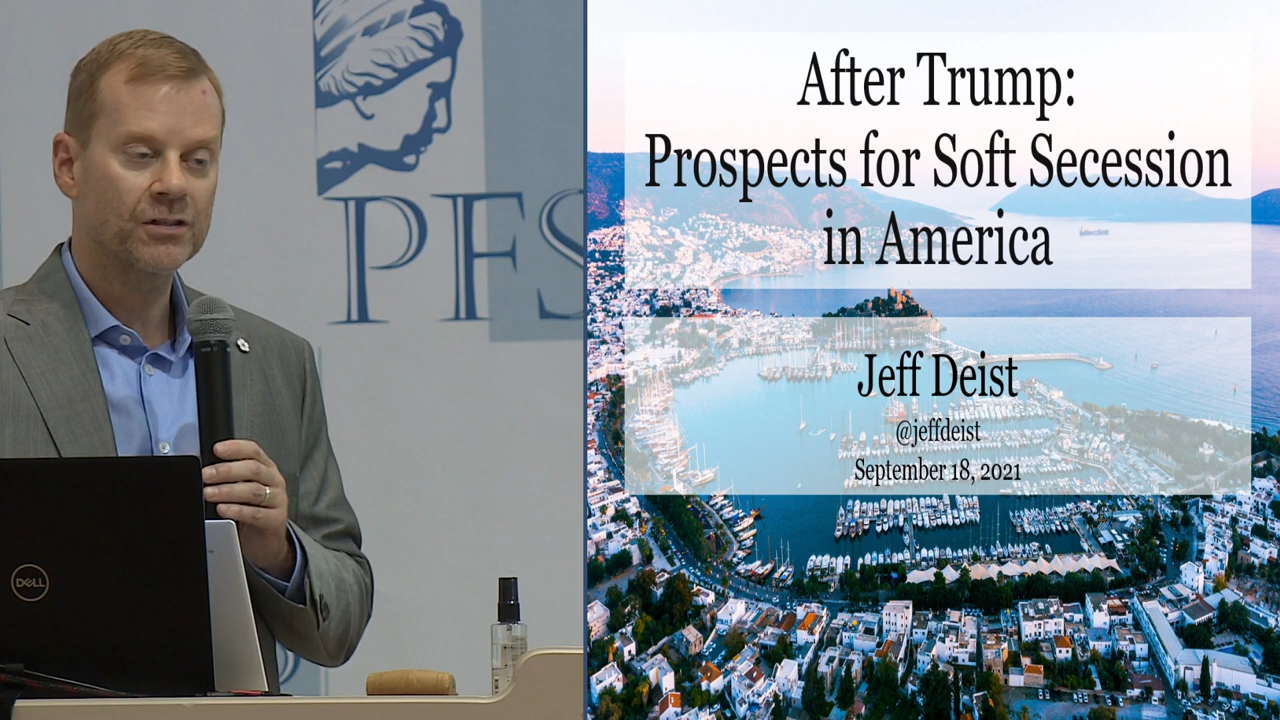 PFS
DELL
After Trump:
Prospects for Soft Secession
in America
Jeff Deist
@jeffdeist
September 18, 2021